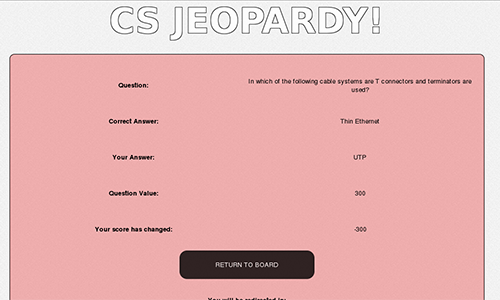 CS JEOPARDY!
Question: In which of the following cable systems are T connectors and terminators are
used?
Correct Answer: Thin Ethernet
Your Answer: UTP
Question Value: 300
Your score has changed: -300
RETURN TO BOARD
You will be redirected in: